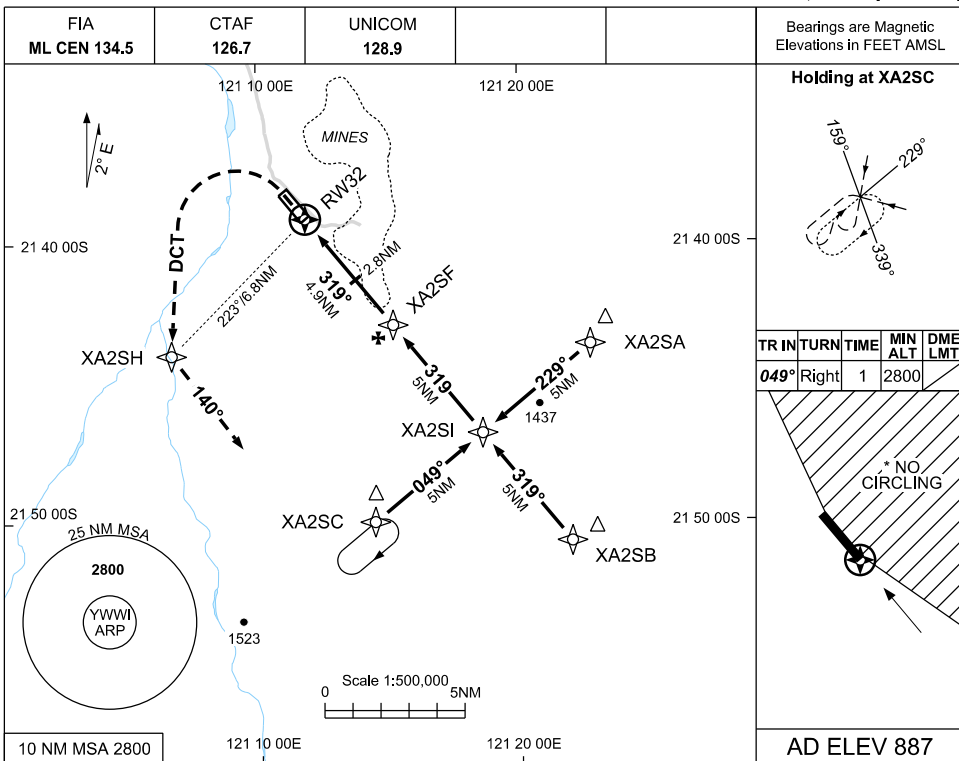 FIA
ML CEN 134.5
CTAF
126.7
UNICOM
128.9
Bearings are Magnetic
Elevations in FEET AMSL
121 10 00E
121 20 00E
2° E
MINES
RW32
21 40 00S
21 40 00S
DCT
223°/6.8NM
319°
4.9NM
2.8NM
XA2SF
XA2SH
140°
XA2SA
319
5NM
229°
5NM
1437
XA2SI
049°
5NM
319°
5NM
XA2SC
XA2SB
21 50 00S
21 50 00S
25 NM MSA
2800
YWWI
ARP
1523
Scale 1:500,000
0
5NM
10 NM MSA 2800
121 10 00E
121 20 00E
Holding at XA2SC
159°
229°
339°
TR IN TURN TIME MIN ALT DME LMT
049° Right 1 2800
* NO
CIRCLING
AD ELEV 887